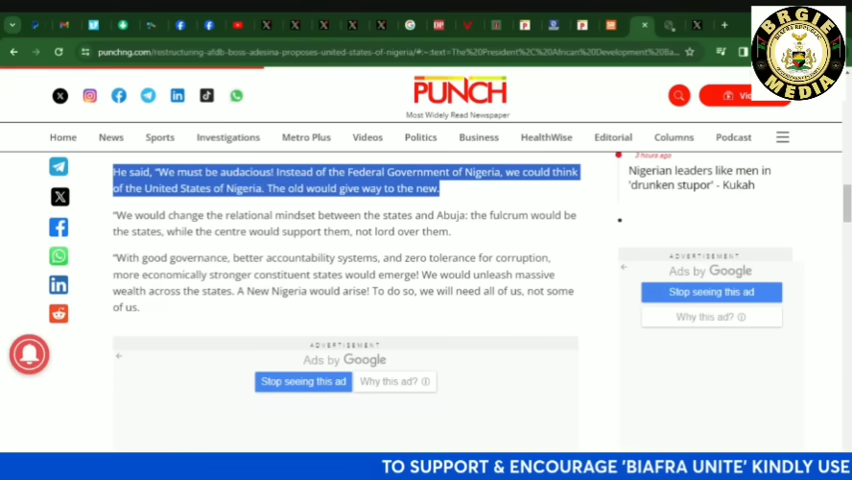 punchng.com/restructuring-afdb-boss-adesina-proposes-united-states-of-nigeria/#:~:text=The%20President%2C%20African%20Development%20Ba...
BRGIE
MEDIA
PUNCH
Most Widely Read Newspaper
Home News Sports Investigations Metro Plus Videos Politics Business HealthWise Editorial Columns Podcast
He said, “We must be audacious! Instead of the Federal Government of Nigeria, we could think
of the United States of Nigeria. The old would give way to the new.
“We would change the relational mindset between the states and Abuja: the fulcrum would be
the states, while the centre would support them, not lord over them.
“With good governance, better accountability systems, and zero tolerance for corruption,
more economically stronger constituent states would emerge! We would unleash massive
wealth across the states. A New Nigeria would arise! To do so, we will need all of us, not some
of us.
ADVERTISEMENT
Ads by Google
Stop seeing this ad Why this ad?
3 hours ago
Nigerian leaders like men in
'drunken stupor' - Kukah
ADVERTISEMENT
Ads by Google
Stop seeing this ad
Why this ad?
TO SUPPORT & ENCOURAGE 'BIAFRA UNITE' KINDLY USE